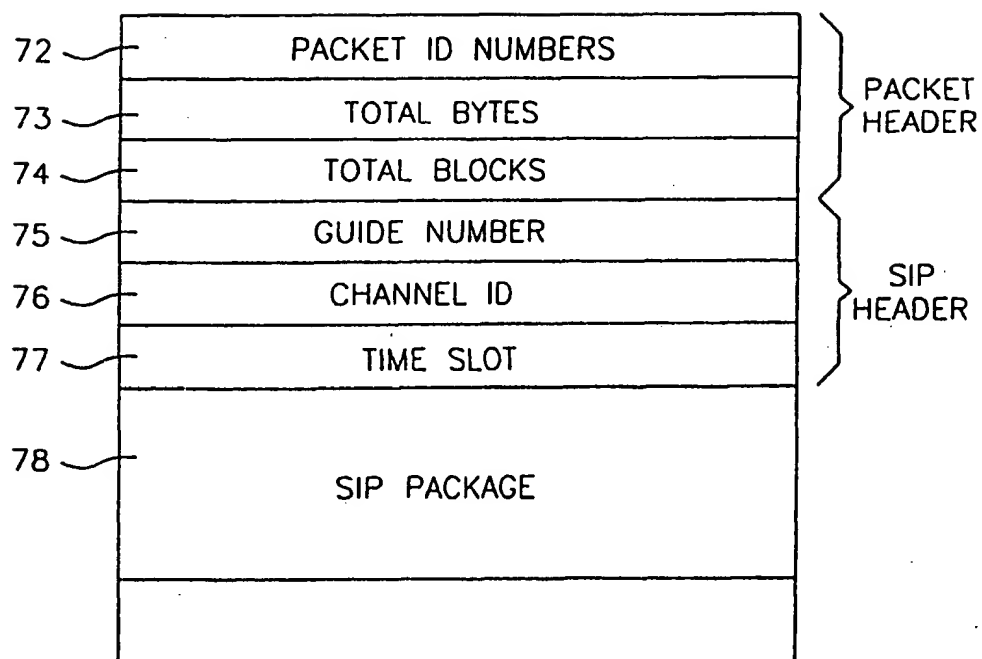 72 PACKET ID NUMBERS
73 TOTAL BYTES
74 TOTAL BLOCKS
PACKET
HEADER
75 GUIDE NUMBER
76 CHANNEL ID
77 TIME SLOT
SIP
HEADER
78 SIP PACKAGE